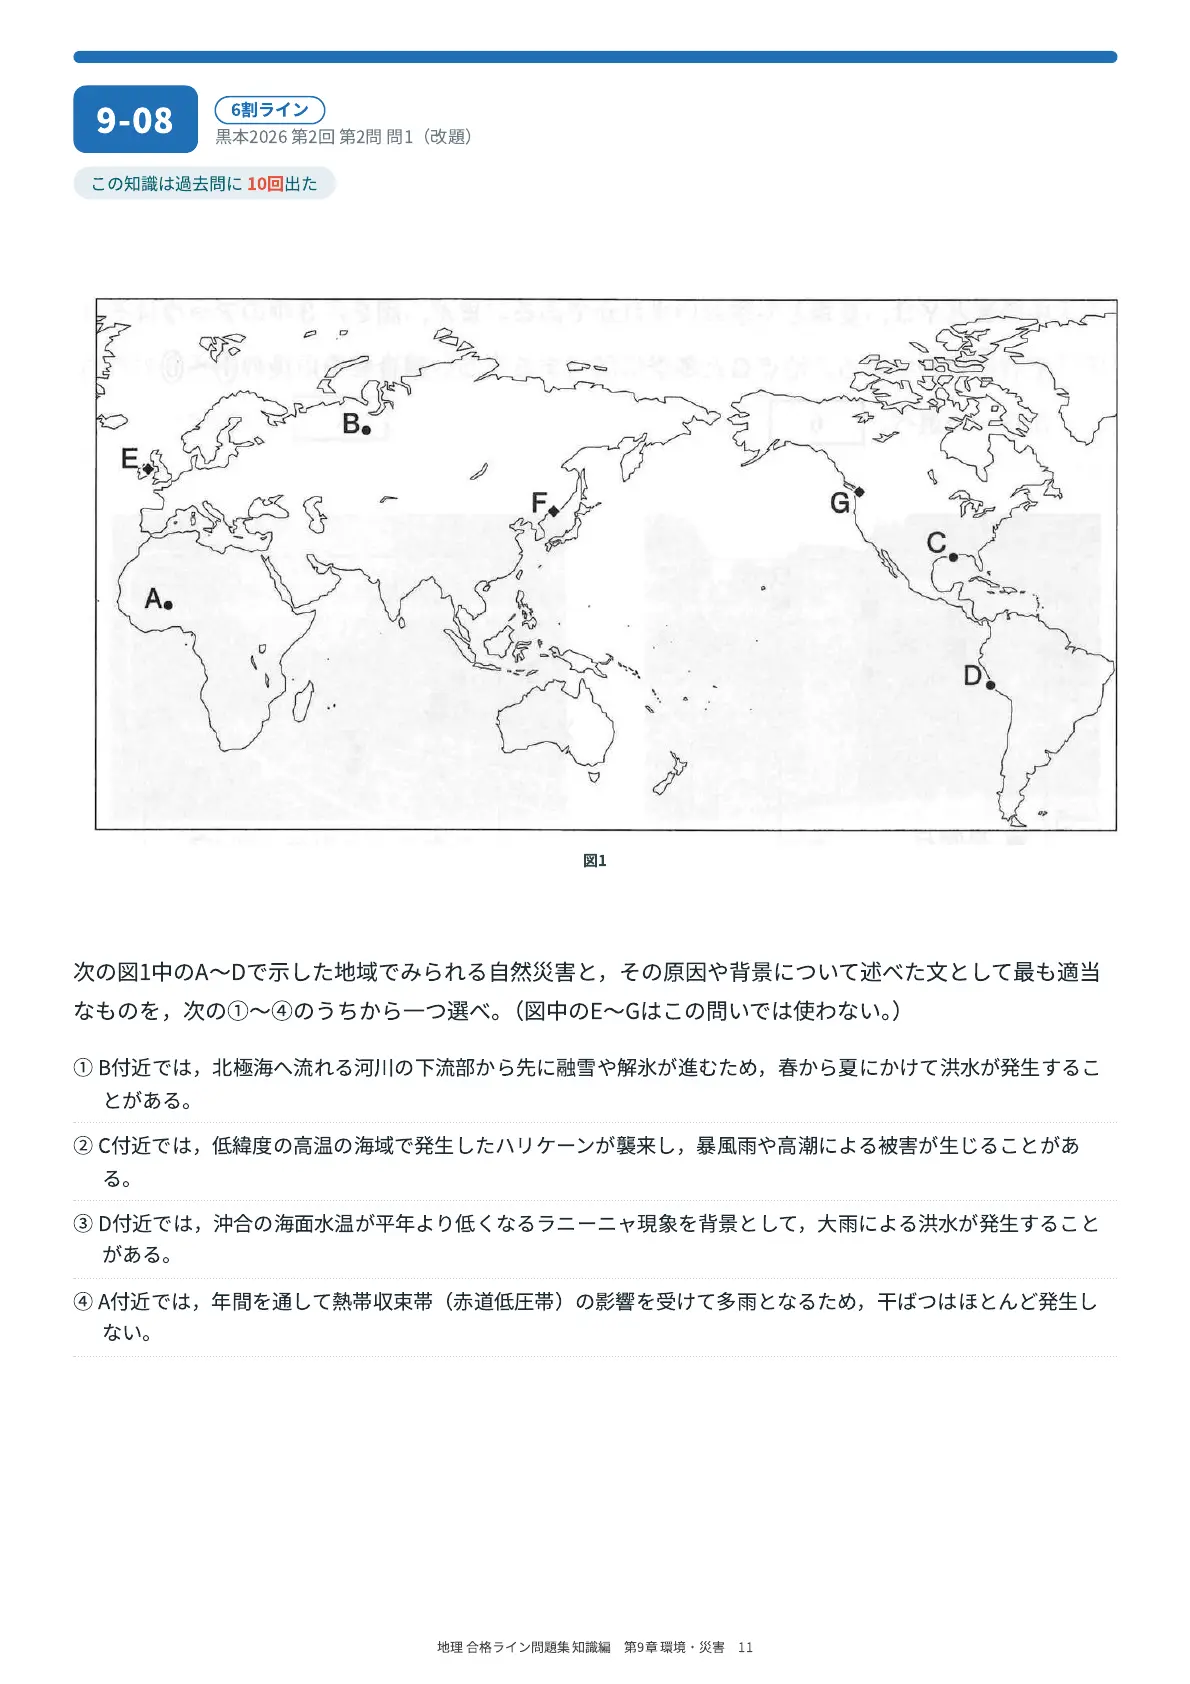 9-08
6割ライン
黒本2026 第2回 第2問 問1（改題）
この知識は過去問に 10回出た
E
B
F
G
C
A
D
図1
次の図1中のA～Dで示した地域でみられる自然災害と，その原因や背景について述べた文として最も適当
なものを，次の①～④のうちから一つ選べ。（図中のE～Gはこの問いでは使わない。）
① B付近では，北極海へ流れる河川の下流部から先に融雪や解氷が進むため，春から夏にかけて洪水が発生するこ
とがある。
② C付近では，低緯度の高温の海域で発生したハリケーンが襲来し，暴風雨や高潮による被害が生じることがあ
る。
③ D付近では，沖合の海面水温が平年より低くなるラニーニャ現象を背景として，大雨による洪水が発生すること
がある。
④ A付近では，年間を通して熱帯収束帯（赤道低圧帯）の影響を受けて多雨となるため，干ばつはほとんど発生し
ない。
地理 合格ライン問題集 知識編　第9章 環境・災害　11